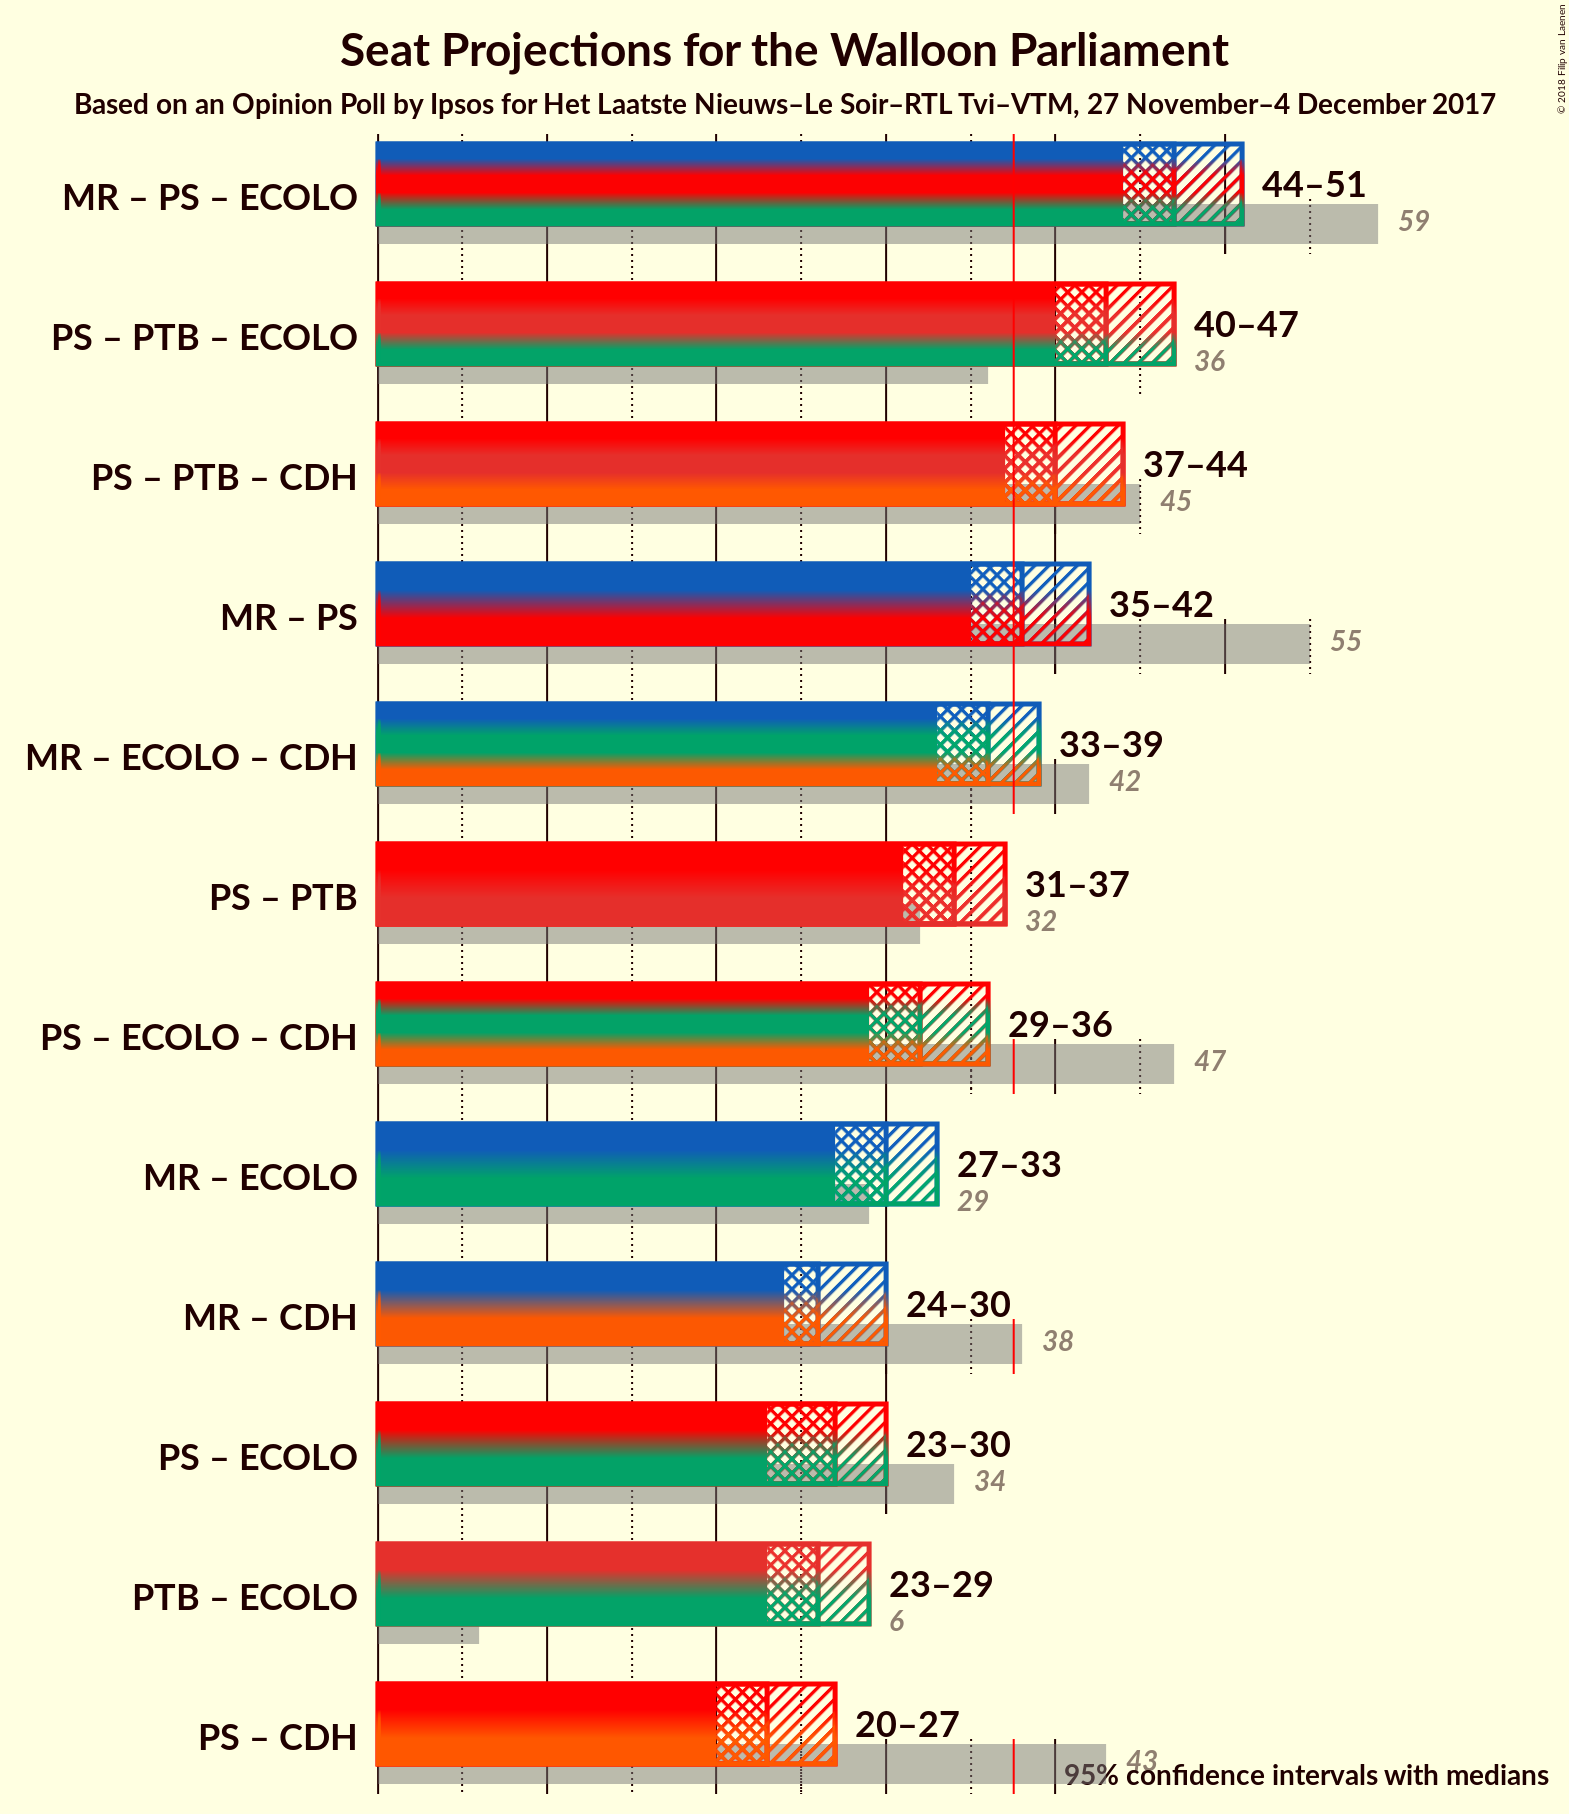 Seat Projections for the Walloon Parliament
Based on an Opinion Poll by Ipsos for Het Laatste Nieuws–Le Soir–RTL Tvi–VTM, 27 November–4 December 2017
© 2018 Filip van Laenen
MR – PS – ECOLO
44–51
59
PS – PTB – ECOLO
40–47
36
PS – PTB – CDH
37–44
45
MR – PS
35–42
55
MR – ECOLO – CDH
33–39
42
PS – PTB
31–37
32
PS – ECOLO – CDH
29–36
47
MR – ECOLO
27–33
29
MR – CDH
24–30
38
PS – ECOLO
23–30
34
PTB – ECOLO
23–29
6
PS – CDH
20–27
43
95% confidence intervals with medians